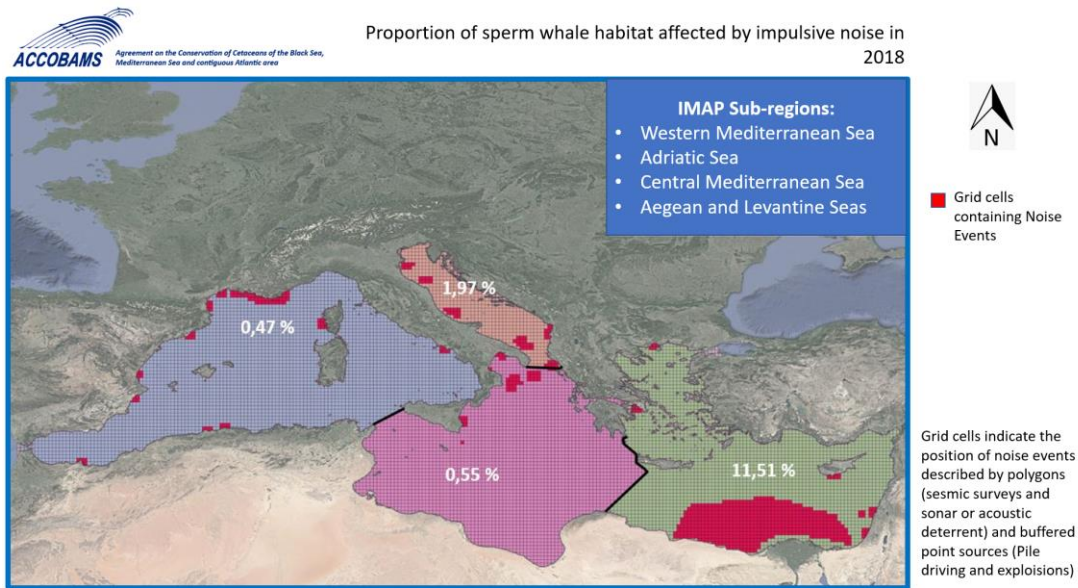 ACCOBAMS
Agreement on the Conservation of Cetaceans of the Black Sea,
Mediterranean Sea and contiguous Atlantic area
Proportion of sperm whale habitat affected by impulsive noise in
2018
IMAP Sub-regions:
• Western Mediterranean Sea
• Adriatic Sea
• Central Mediterranean Sea
• Aegean and Levantine Seas
N
Grid cells
containing Noise
Events
1,97 %
0,47 %
0,55 %
11,51 %
Grid cells indicate the
position of noise events
described by polygons
(sesmic surveys and
sonar or acoustic
deterrent) and buffered
point sources (Pile
driving and exploisions)